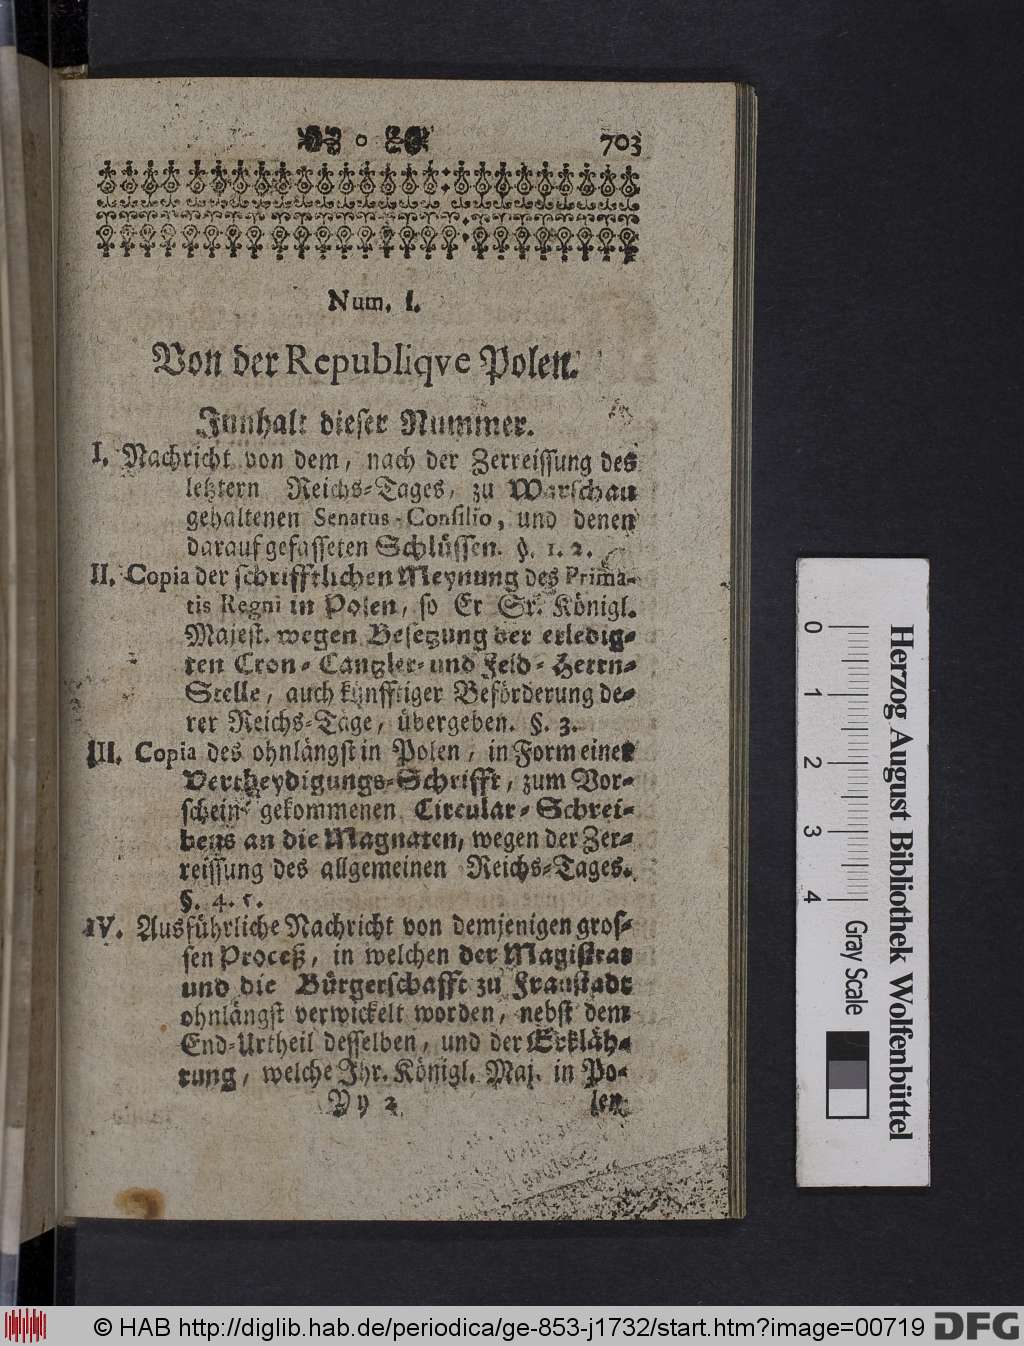 703
Num. I.
Von der Republiqve Polen.
Innhalt dieser Nummer.
I. Nachricht von dem, nach der Zerreissung des
letztern Reichs-Tages, zu Warschau
gehaltenen Senatus-Consilio, und denen
darauf gefasseten Schlüssen. §. 1. 2.
II. Copia der schrifftlichen Meynung des Prima-
tis Regni in Polen, so Er Sr. Königl.
Majest. wegen Besetzung der erledig-
ten Cron-Cantzler-und Feld-Herrn-
Stelle, auch künfftiger Beförderung de-
rer Reichs-Tage, übergeben. §. 3.
III. Copia des ohnlängst in Polen, in Form einer
Vertheydigungs-Schrifft, zum Vor-
schein gekommenen Circular-Schrei-
bens an die Magnaten, wegen der Zer-
reissung des allgemeinen Reichs-Tages.
§. 4. 5.
IV. Ausführliche Nachricht von demjenigen gros-
sen Proceß, in welchen der Magistrat
und die Bürgerschafft zu Fraustadt
ohnlängst verwickelt worden, nebst dem
End-Urtheil desselben, und der Erkläh-
rung, welche Ihr. Königl. Maj. in Po-
Yy 2 len
0 1 2 3 4
Herzog August Bibliothek Wolfenbüttel
Gray Scale
© HAB http://diglib.hab.de/periodica/ge-853-j1732/start.htm?image=00719
DFG